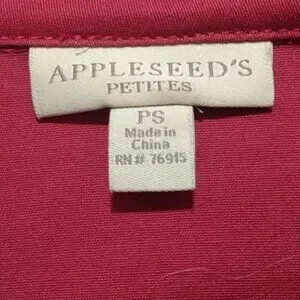 APPLESEED'S
PETITES
PS
Made in
China
RN# 76915